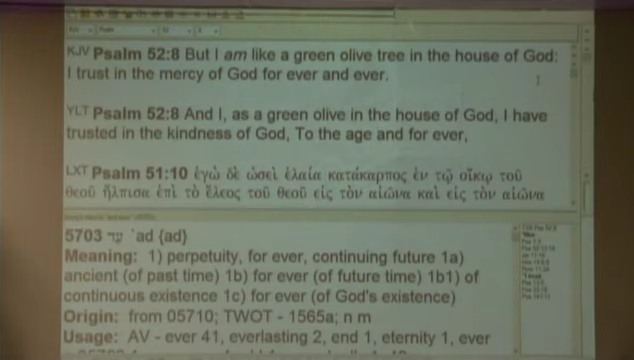 KJV Psalm 52:8 But I am like a green olive tree in the house of God:
I trust in the mercy of God for ever and ever.
YLT Psalm 52:8 And I, as a green olive in the house of God, I have
trusted in the kindness of God, To the age and for ever,
LXT Psalm 51:10 ἐγὼ δὲ ὡσεὶ ἐλαία κατάκαρπος ἐν τῷ οἴκῳ τοῦ
θεοῦ ἤλπισα ἐπὶ τὸ ἔλεος τοῦ θεοῦ εἰς τὸν αἰῶνα καὶ εἰς τὸν αἰῶνα
5703 עַד `ad {ad}
Meaning: 1) perpetuity, for ever, continuing future 1a)
ancient (of past time) 1b) for ever (of future time) 1b1) of
continuous existence 1c) for ever (of God's existence)
Origin: from 05710; TWOT - 1565a; n m
Usage: AV - ever 41, everlasting 2, end 1, eternity 1, ever